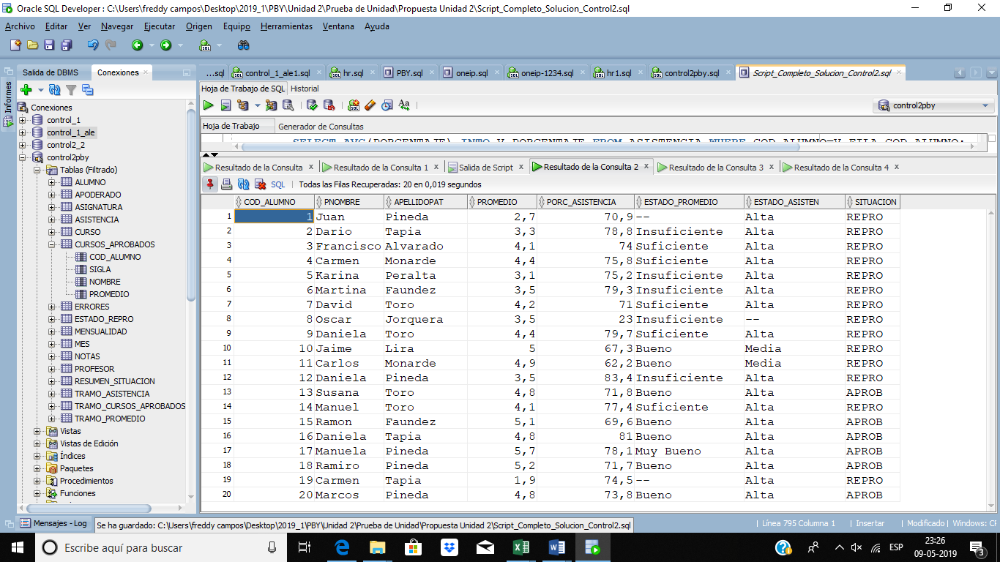 Oracle SQL Developer : C:\Users\freddy campos\Desktop\2019_1\PBY\Unidad 2\Prueba de Unidad\Propuesta Unidad 2\Script_Completo_Solucion_Control2.sql
Archivo Editar Ver Navegar Ejecutar Origen Equipo Herramientas Ventana Ayuda
Informes
Salida de DBMS Conexiones
Conexiones
control_1
control_1_ale
control2_2
control2pby
Tablas (Filtrado)
ALUMNO
APODERADO
ASIGNATURA
ASISTENCIA
CURSO
CURSOS_APROBADOS
COD_ALUMNO
SIGLA
NOMBRE
PROMEDIO
ERRORES
ESTADO_REPRO
MENSUALIDAD
MES
NOTAS
PROFESOR
RESUMEN_SITUACION
TRAMO_ASISTENCIA
TRAMO_CURSOS_APROBADOS
TRAMO_PROMEDIO
Vistas
Vistas de Edición
Índices
Paquetes
Procedimientos
Funciones
...sql control_1_ale1.sql hr.sql PBY.sql oneip.sql oneip-1234.sql hr1.sql control2pby.sql Script_Completo_Solucion_Control2.sql
Hoja de Trabajo de SQL Historial
control2pby
Hoja de Trabajo Generador de Consultas
SELECT AVG(PORCENTAJE) INTO V_PORCENTAJE FROM ASISTENCIA WHERE COD_ALUMNO=V_FILA.COD_ALUMNO;
Resultado de la Consulta x Resultado de la Consulta 1 x Salida de Script x Resultado de la Consulta 2 x Resultado de la Consulta 3 x Resultado de la Consulta 4 x
SQL | Todas las Filas Recuperadas: 20 en 0,019 segundos
COD_ALUMNO PNOMBRE APELLIDOPAT PROMEDIO PORC_ASISTENCIA ESTADO_PROMEDIO ESTADO_ASISTEN SITUACION
1 1 Juan Pineda 2,7 70,9 -- Alta REPRO
2 2 Dario Tapia 3,3 78,8 Insuficiente Alta REPRO
3 3 Francisco Alvarado 4,1 74 Suficiente Alta REPRO
4 4 Carmen Monarde 4,4 75,8 Suficiente Alta REPRO
5 5 Karina Peralta 3,1 75,2 Insuficiente Alta REPRO
6 6 Martina Faundez 3,5 79,3 Insuficiente Alta REPRO
7 7 David Toro 4,2 71 Suficiente Alta REPRO
8 8 Oscar Jorquera 3,5 23 Insuficiente -- REPRO
9 9 Daniela Toro 4,4 79,7 Suficiente Alta REPRO
10 10 Jaime Lira 5 67,3 Bueno Media REPRO
11 11 Carlos Monarde 4,9 62,2 Bueno Media REPRO
12 12 Daniela Pineda 3,5 83,4 Insuficiente Alta REPRO
13 13 Susana Toro 4,8 71,8 Bueno Alta APROB
14 14 Manuel Toro 4,1 77,4 Suficiente Alta REPRO
15 15 Ramon Faundez 5,1 69,6 Bueno Alta APROB
16 16 Daniela Tapia 4,8 81 Bueno Alta APROB
17 17 Manuela Pineda 5,7 78,1 Muy Bueno Alta APROB
18 18 Ramiro Pineda 5,2 71,7 Bueno Alta APROB
19 19 Carmen Tapia 1,9 74,5 -- Alta REPRO
20 20 Marcos Pineda 4,8 73,8 Bueno Alta APROB
Mensajes - Log
Se ha guardado: C:\Users\freddy campos\Desktop\2019_1\PBY\Unidad 2\Prueba de Unidad\Propuesta Unidad 2\Script_Completo_Solucion_Control2.sql
| Línea 795 Columna 1 | Insertar | Modificado | Windows: CF
Escribe aquí para buscar
ESP
23:26
09-05-2019
3